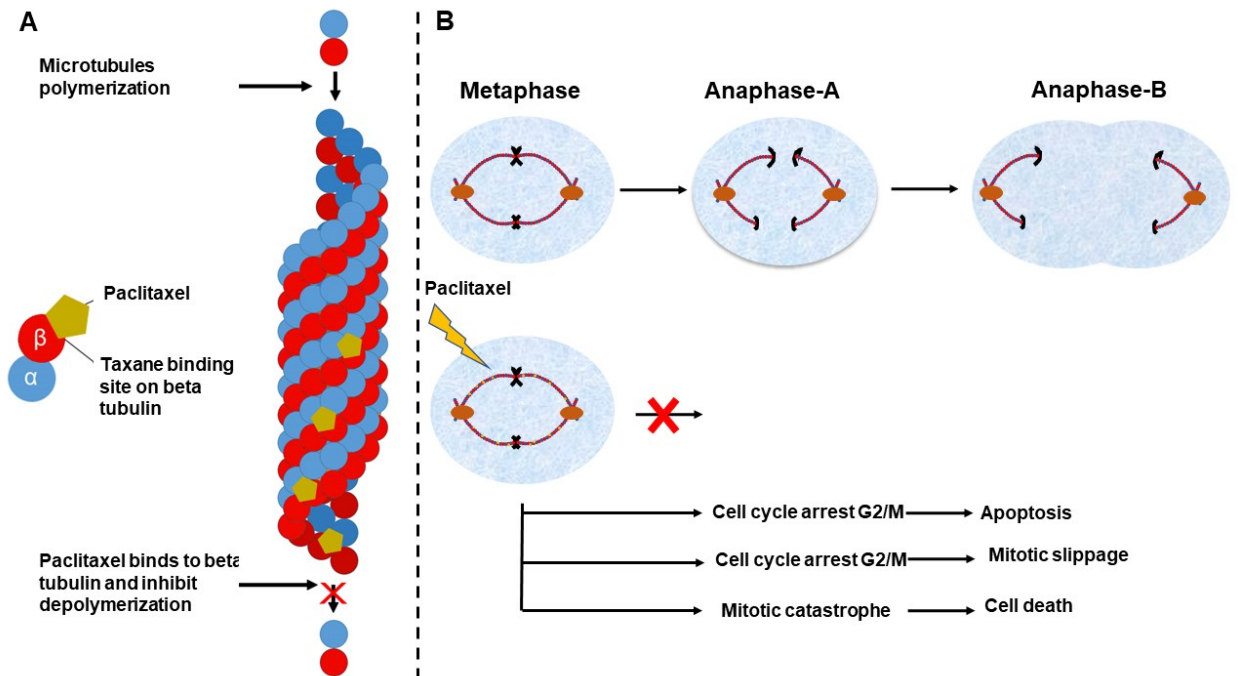 A
Microtubules
polymerization
Paclitaxel
β
α
Taxane binding
site on beta
tubulin
Paclitaxel binds to beta
tubulin and inhibit
depolymerization
B
Metaphase
Anaphase-A
Anaphase-B
Paclitaxel
Cell cycle arrest G2/M
Apoptosis
Cell cycle arrest G2/M
Mitotic slippage
Mitotic catastrophe
Cell death